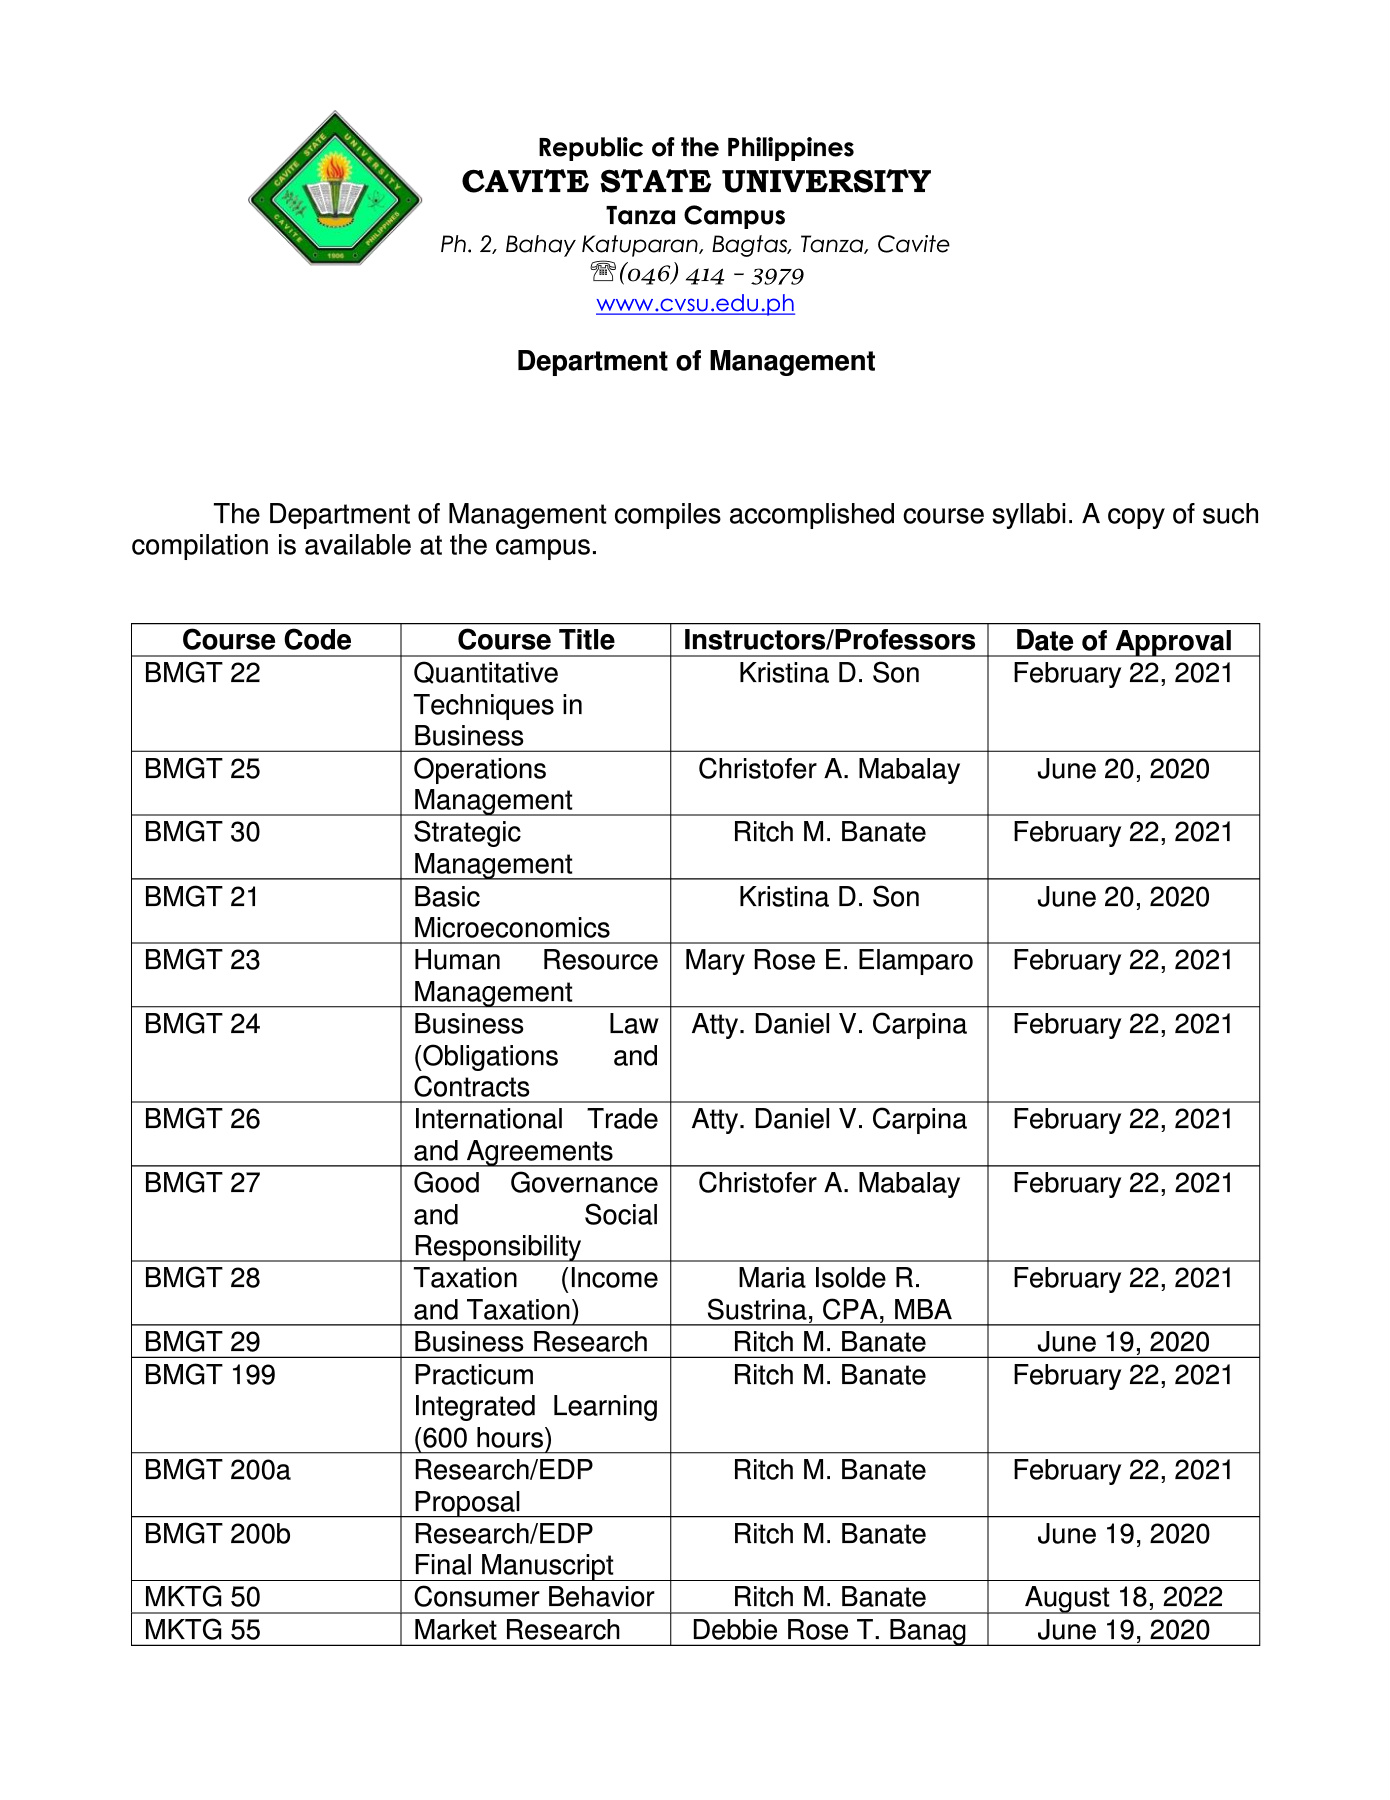 CAVITE STATE UNIVERSITY
CAVITE PHILIPPINES
1906
Republic of the Philippines
CAVITE STATE UNIVERSITY
Tanza Campus
Ph. 2, Bahay Katuparan, Bagtas, Tanza, Cavite
☏(046) 414 – 3979
www.cvsu.edu.ph
Department of Management
The Department of Management compiles accomplished course syllabi. A copy of such
compilation is available at the campus.
Course Code Course Title Instructors/Professors Date of Approval
BMGT 22 Quantitative Kristina D. Son February 22, 2021
Techniques in
Business
BMGT 25 Operations Christofer A. Mabalay June 20, 2020
Management
BMGT 30 Strategic Ritch M. Banate February 22, 2021
Management
BMGT 21 Basic Kristina D. Son June 20, 2020
Microeconomics
BMGT 23 Human Resource Mary Rose E. Elamparo February 22, 2021
Management
BMGT 24 Business Law Atty. Daniel V. Carpina February 22, 2021
(Obligations and
Contracts
BMGT 26 International Trade Atty. Daniel V. Carpina February 22, 2021
and Agreements
BMGT 27 Good Governance Christofer A. Mabalay February 22, 2021
and Social
Responsibility
BMGT 28 Taxation (Income Maria Isolde R. February 22, 2021
and Taxation) Sustrina, CPA, MBA
BMGT 29 Business Research Ritch M. Banate June 19, 2020
BMGT 199 Practicum Ritch M. Banate February 22, 2021
Integrated Learning
(600 hours)
BMGT 200a Research/EDP Ritch M. Banate February 22, 2021
Proposal
BMGT 200b Research/EDP Ritch M. Banate June 19, 2020
Final Manuscript
MKTG 50 Consumer Behavior Ritch M. Banate August 18, 2022
MKTG 55 Market Research Debbie Rose T. Banag June 19, 2020